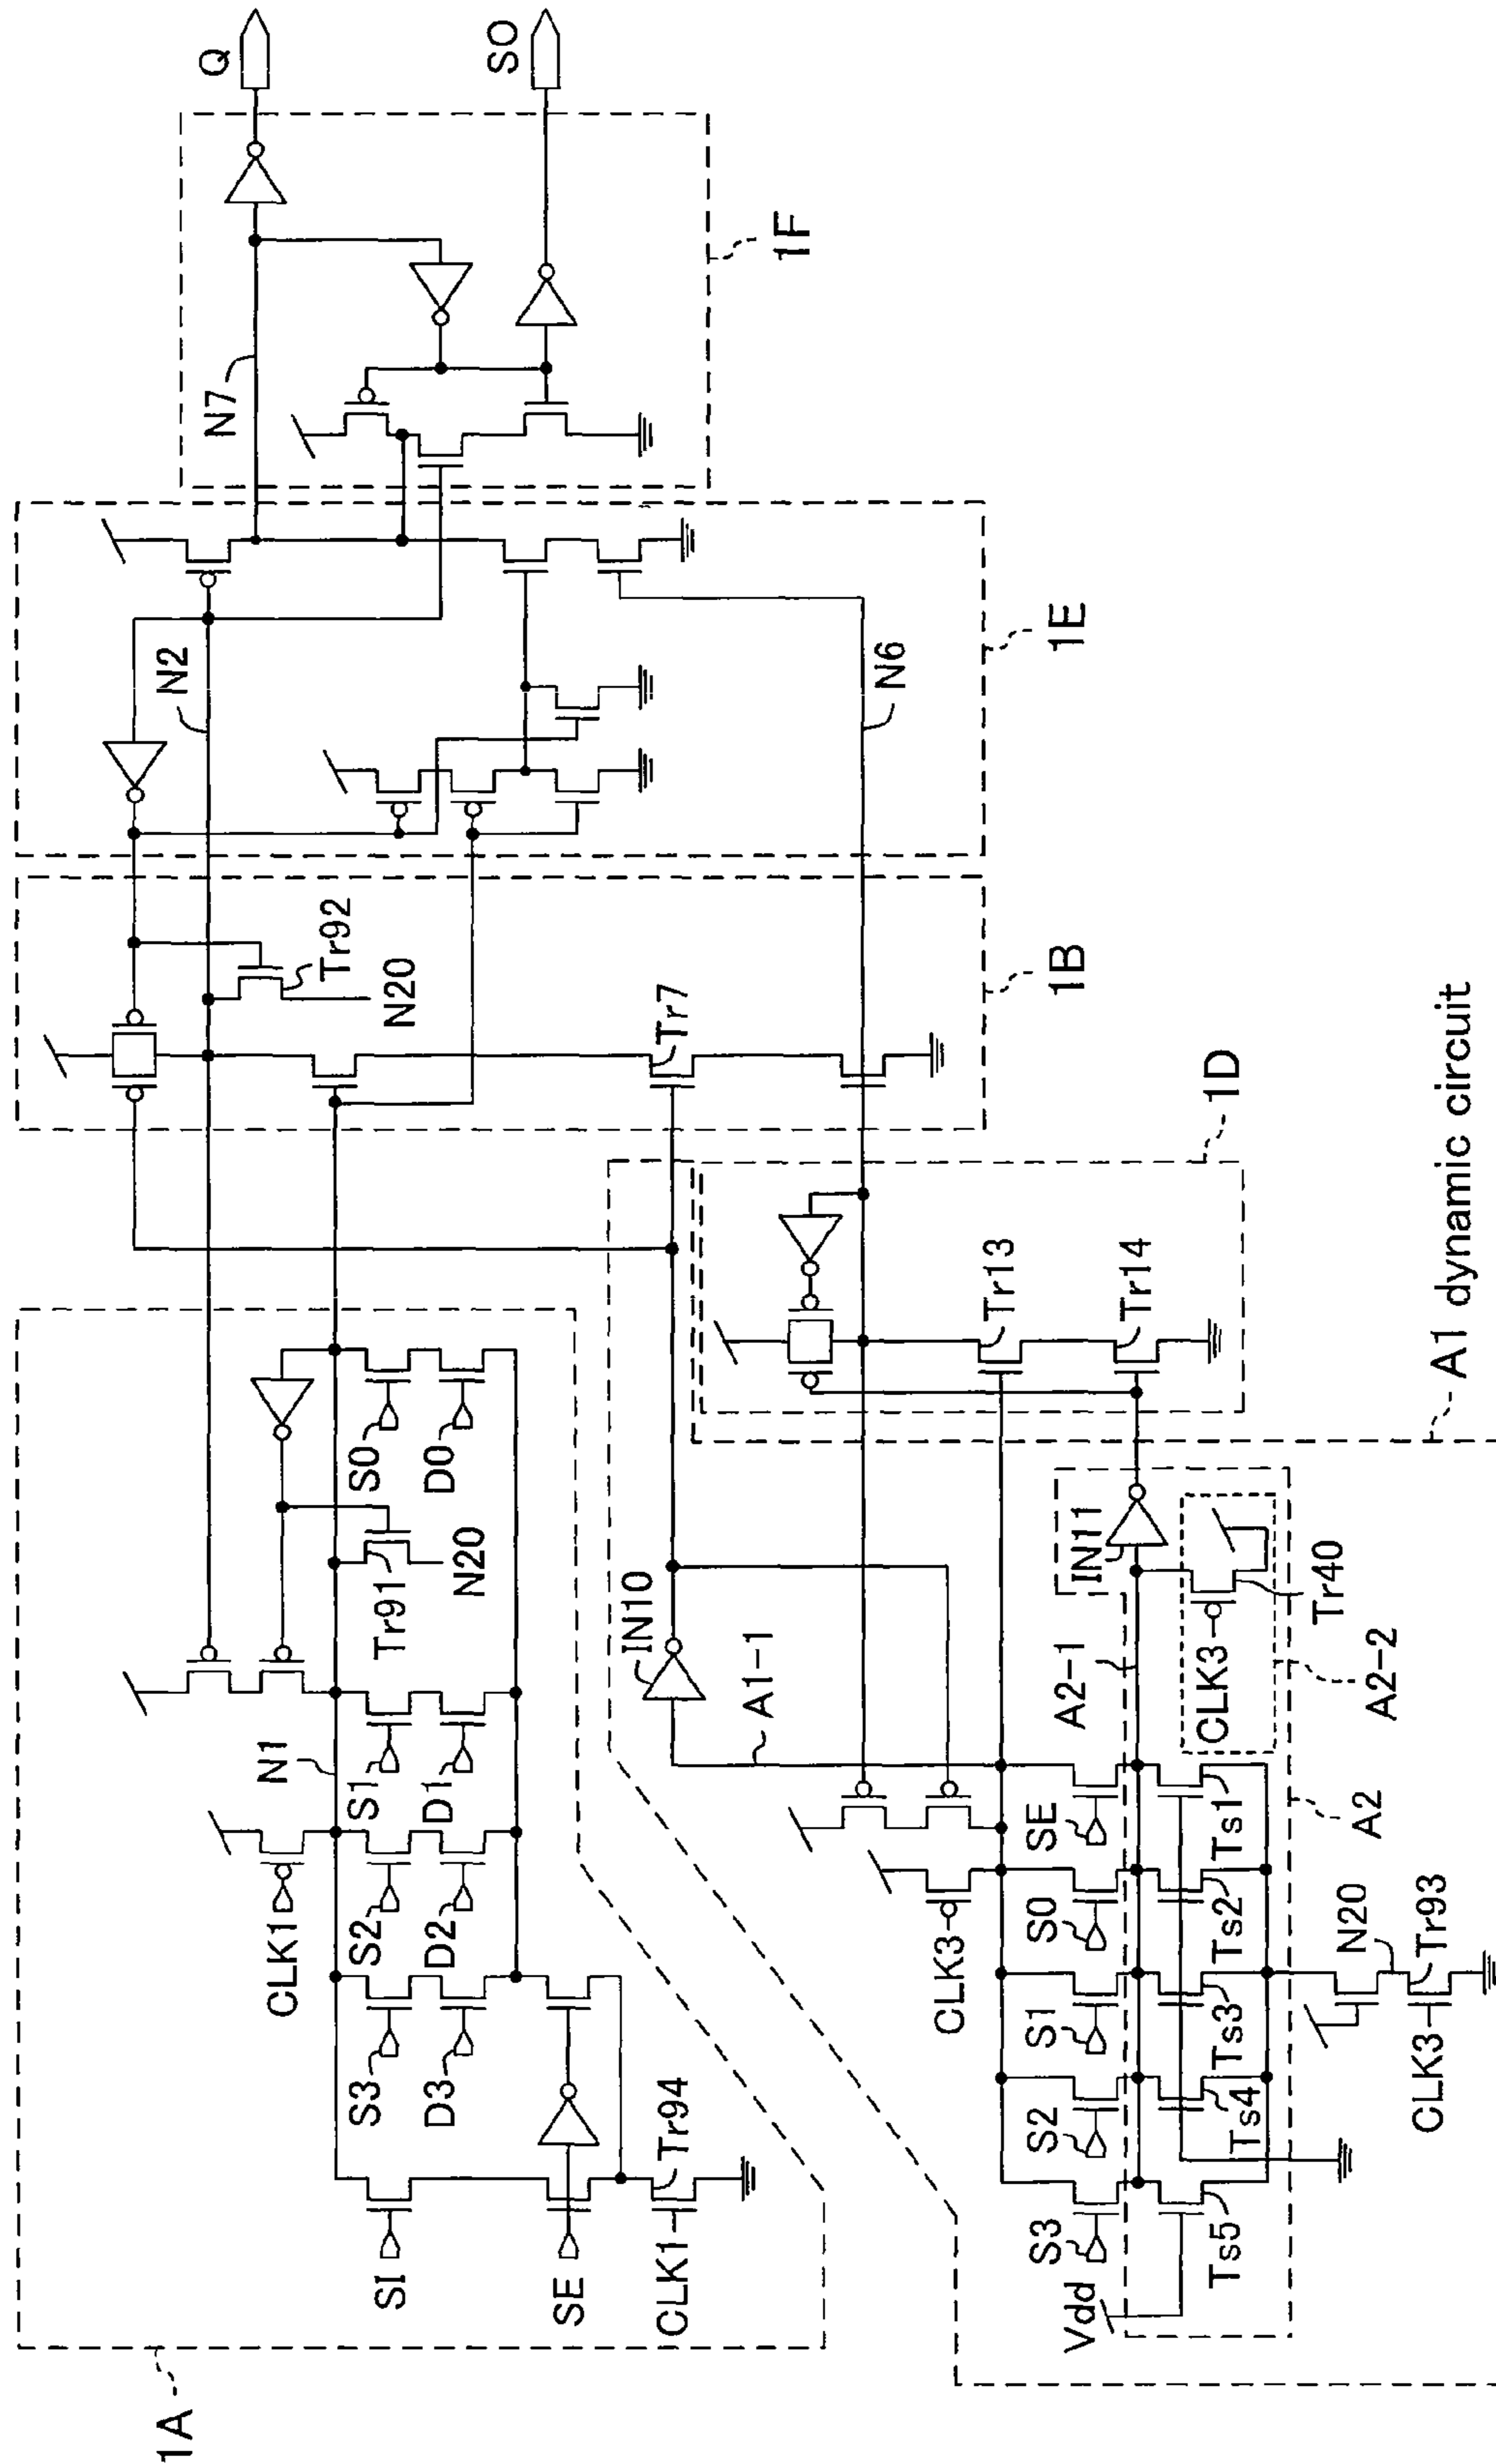 1A
SI
SE
CLK1
Tr94
S3
D3
S2
D2
CLK1
N1
S1
D1
Tr91
N20
S0
D0
N2
Tr92
N20
Tr7
1B
1E
N6
N7
1F
Q
SO
IN10
A1-1
CLK3
SE
S0
S1
S2
S3
Vdd
Ts5
Ts4
Ts3
Ts2
Ts1
A2-1
IN11
CLK3
Tr40
A2-2
A2
N20
Tr93
CLK3
Tr13
Tr14
1D
A1 dynamic circuit